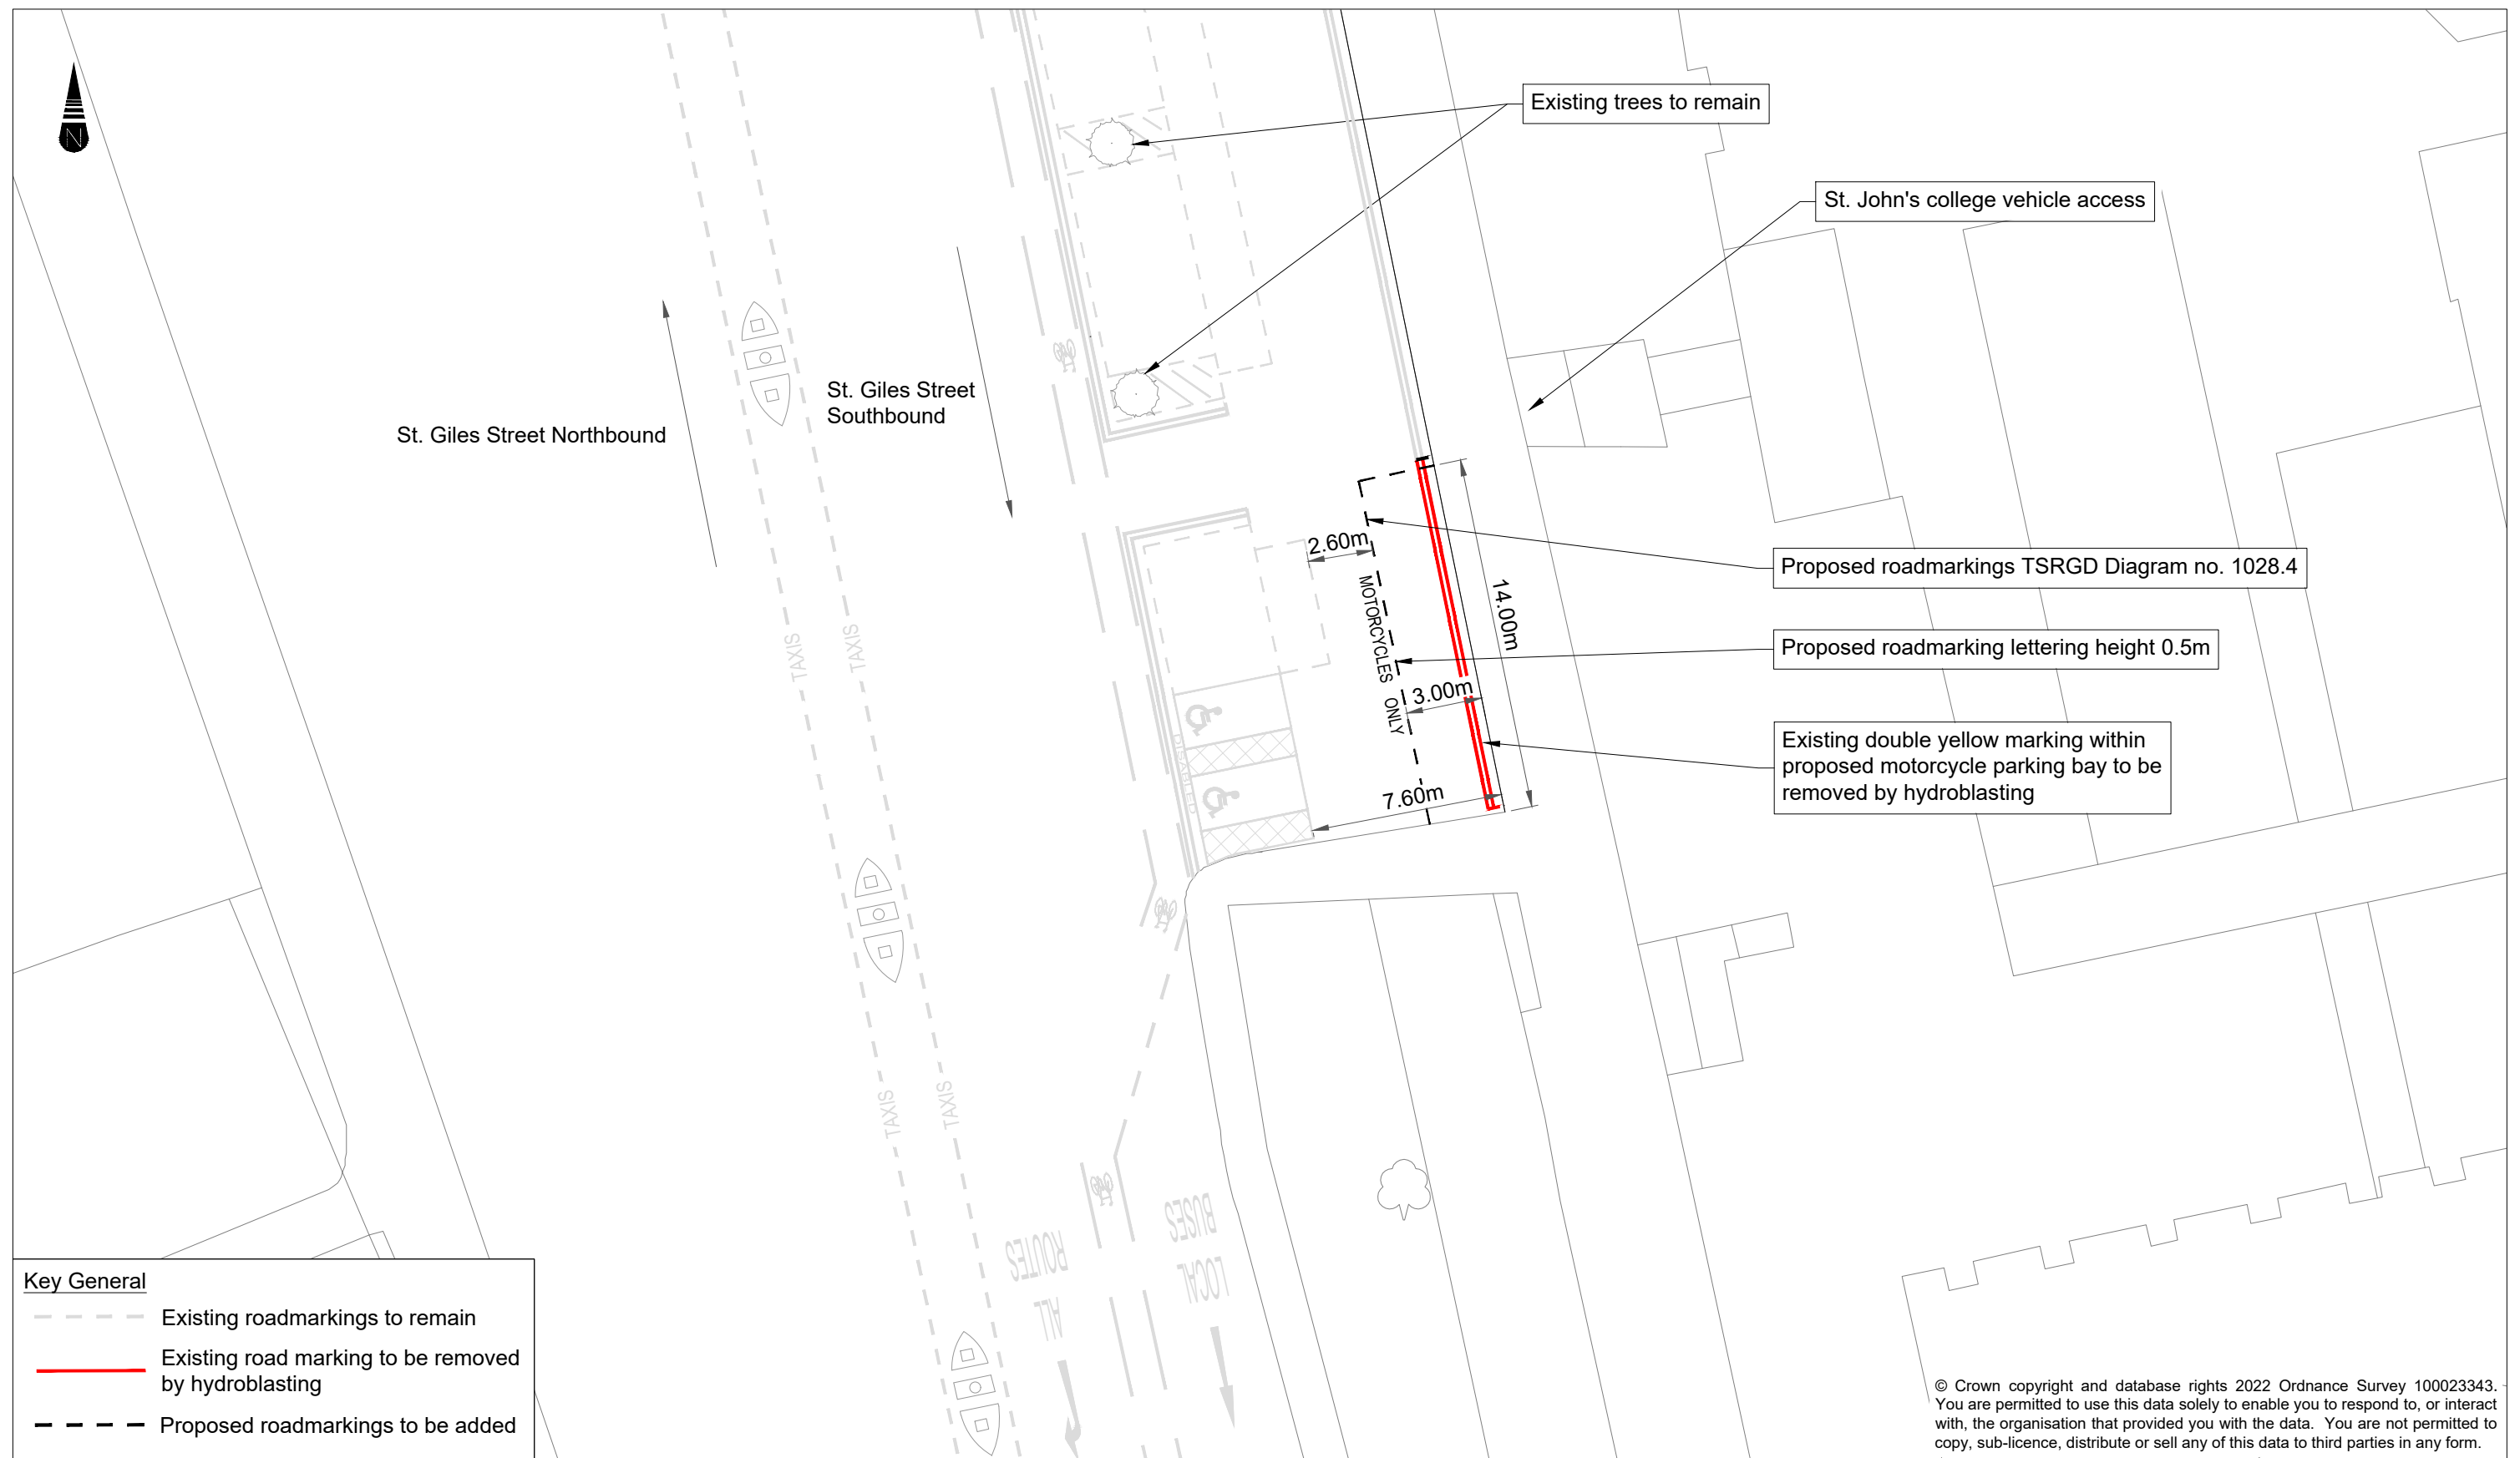 N
Existing trees to remain
St. John's college vehicle access
St. Giles Street
Southbound
St. Giles Street Northbound
2.60m
Proposed roadmarkings TSRGD Diagram no. 1028.4
MOTORCYCLES ONLY
14.00m
TAXIS
TAXIS
Proposed roadmarking lettering height 0.5m
3.00m
DISABLED
Existing double yellow marking within
proposed motorcycle parking bay to be
removed by hydroblasting
7.60m
TAXIS
TAXIS
BUSES
LOCAL
ROUTES
ALL
Key General
Existing roadmarkings to remain
Existing road marking to be removed
by hydroblasting
Proposed roadmarkings to be added
© Crown copyright and database rights 2022 Ordnance Survey 100023343.
You are permitted to use this data solely to enable you to respond to, or interact
with, the organisation that provided you with the data. You are not permitted to
copy, sub-licence, distribute or sell any of this data to third parties in any form.